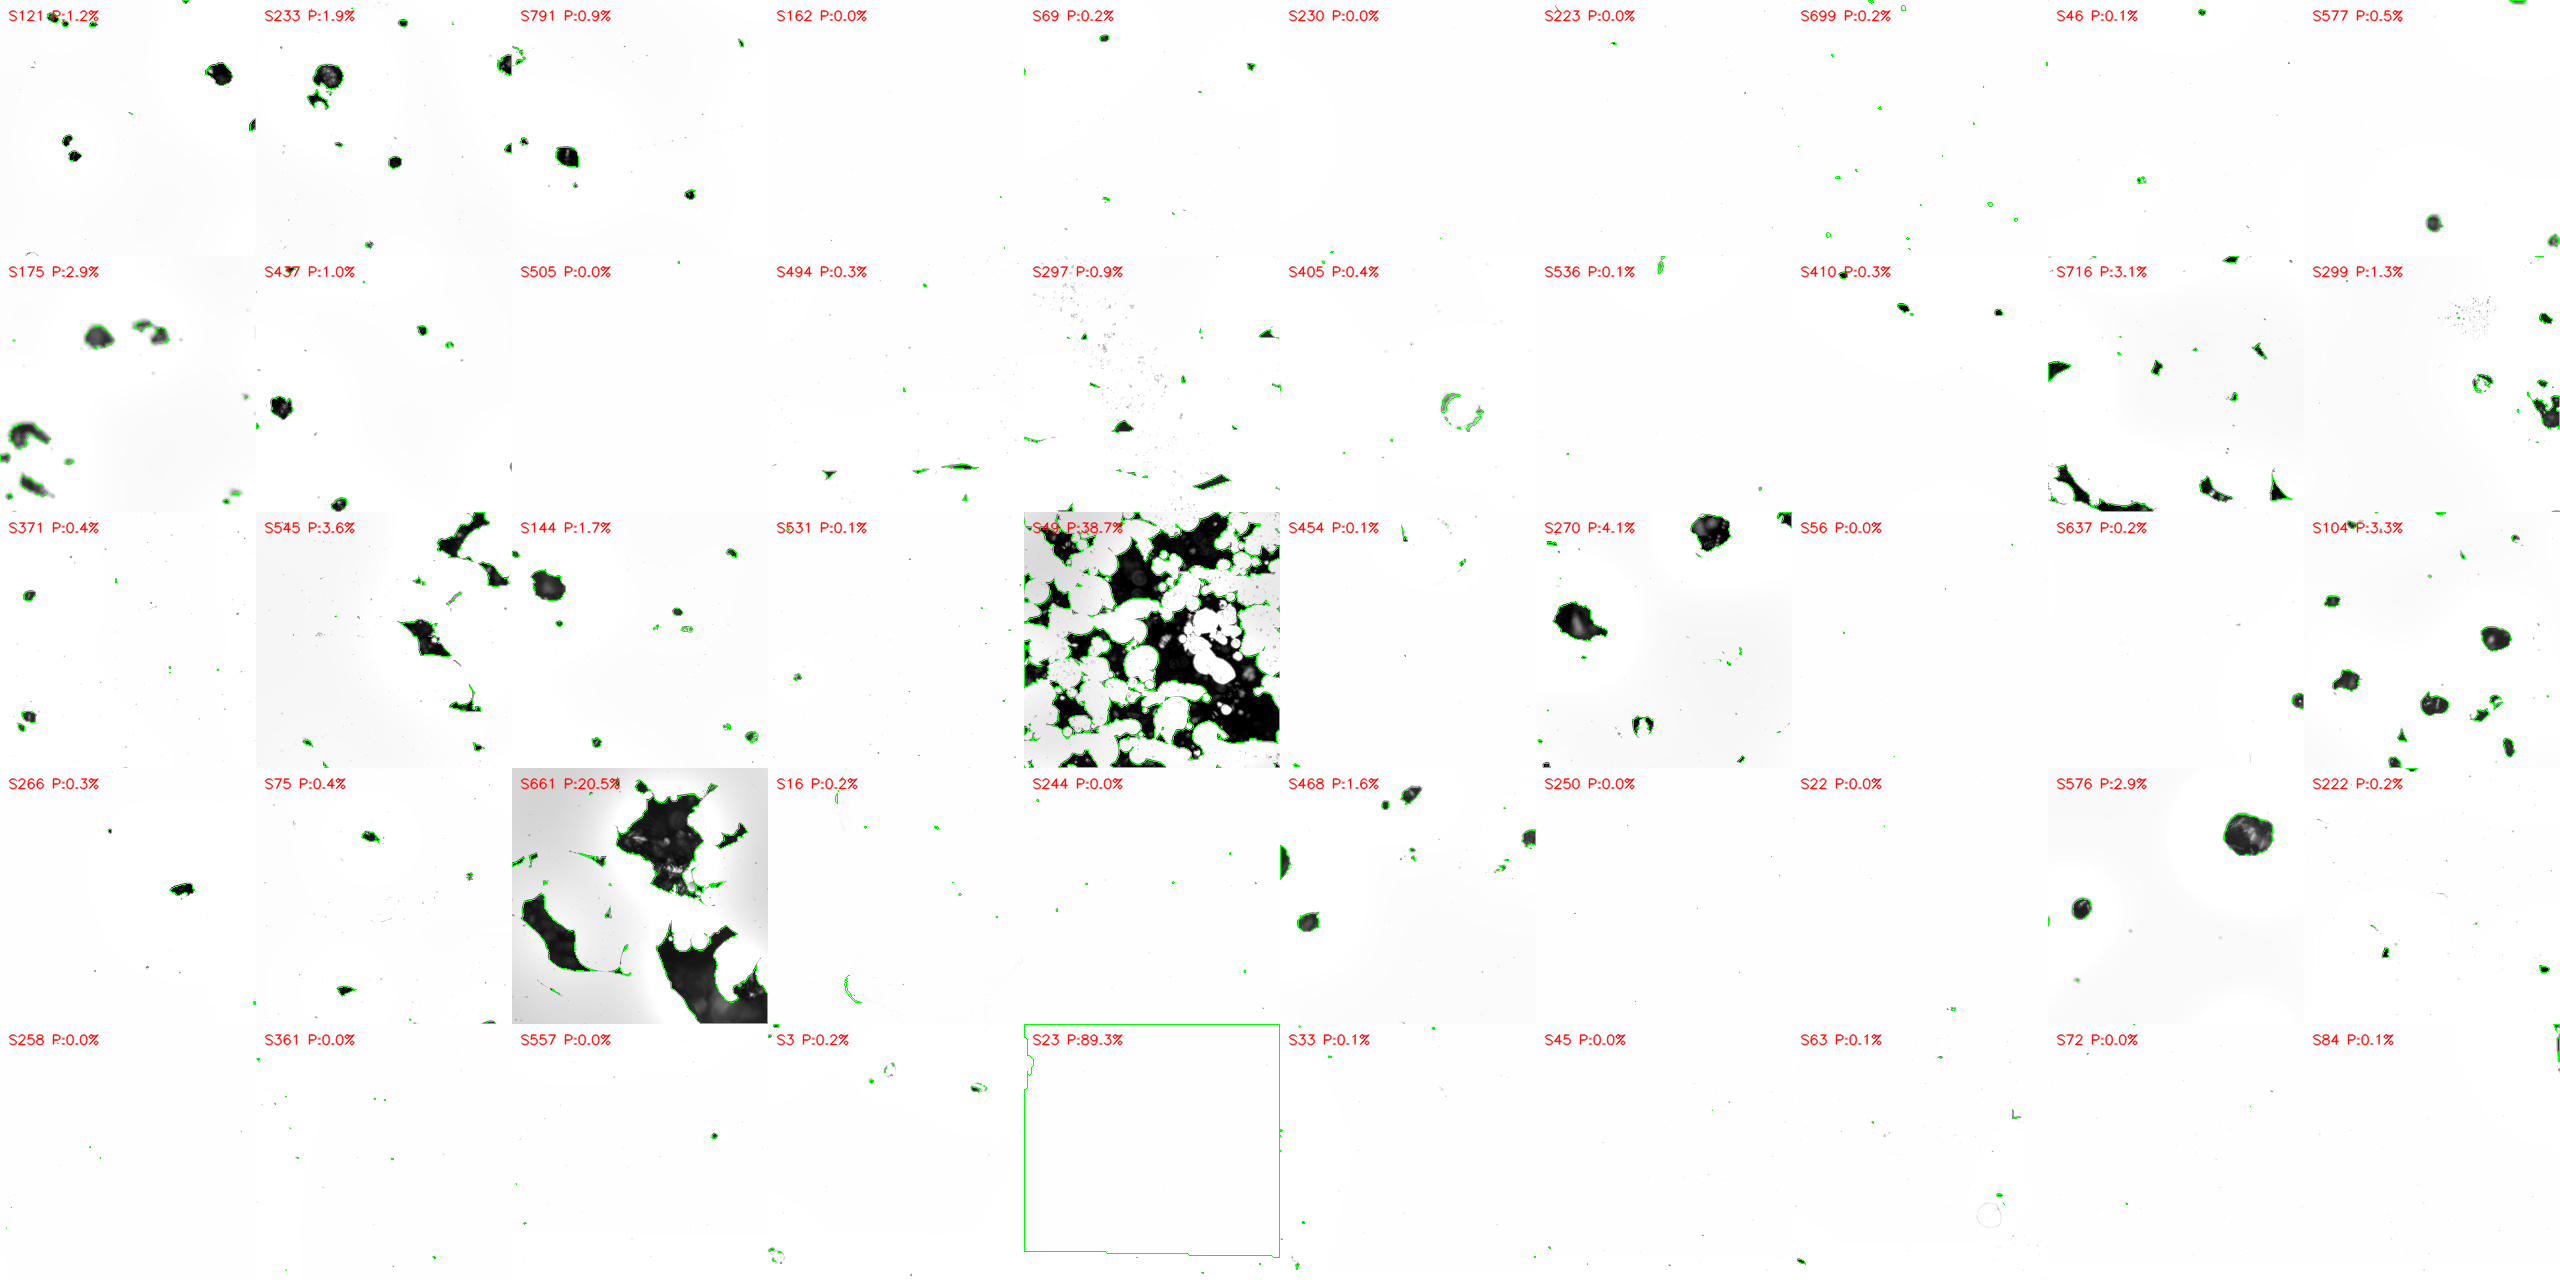 S121 P:1.2% S233 P:1.9% S791 P:0.9% S162 P:0.0% S69 P:0.2% S230 P:0.0% S223 P:0.0% S699 P:0.2% S46 P:0.1% S577 P:0.5%
S175 P:2.9% S437 P:1.0% S505 P:0.0% S494 P:0.3% S297 P:0.9% S405 P:0.4% S536 P:0.1% S410 P:0.3% S716 P:3.1% S299 P:1.3%
S371 P:0.4% S545 P:3.6% S144 P:1.7% S531 P:0.1% S49 P:38.7% S454 P:0.1% S270 P:4.1% S56 P:0.0% S637 P:0.2% S104 P:3.3%
S266 P:0.3% S75 P:0.4% S661 P:20.5% S16 P:0.2% S244 P:0.0% S468 P:1.6% S250 P:0.0% S22 P:0.0% S576 P:2.9% S222 P:0.2%
S258 P:0.0% S361 P:0.0% S557 P:0.0% S3 P:0.2% S23 P:89.3% S33 P:0.1% S45 P:0.0% S63 P:0.1% S72 P:0.0% S84 P:0.1%